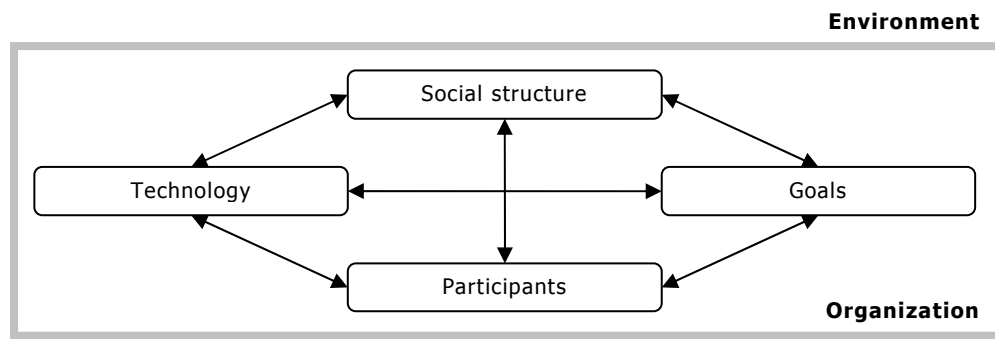 Environment
Social structure
Technology
Goals
Participants
Organization